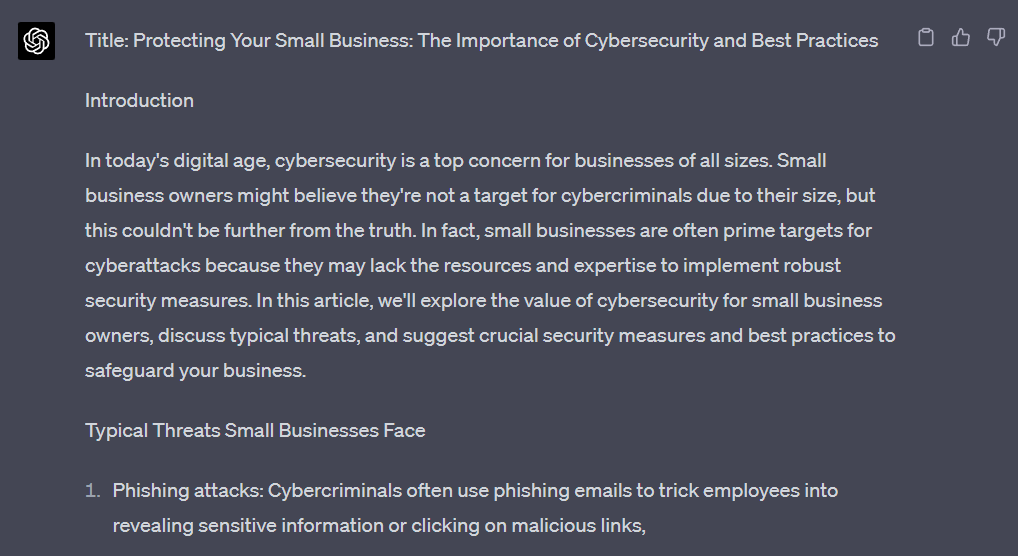 Title: Protecting Your Small Business: The Importance of Cybersecurity and Best Practices
Introduction
In today's digital age, cybersecurity is a top concern for businesses of all sizes. Small
business owners might believe they're not a target for cybercriminals due to their size, but
this couldn't be further from the truth. In fact, small businesses are often prime targets for
cyberattacks because they may lack the resources and expertise to implement robust
security measures. In this article, we'll explore the value of cybersecurity for small business
owners, discuss typical threats, and suggest crucial security measures and best practices to
safeguard your business.
Typical Threats Small Businesses Face
1. Phishing attacks: Cybercriminals often use phishing emails to trick employees into
revealing sensitive information or clicking on malicious links,